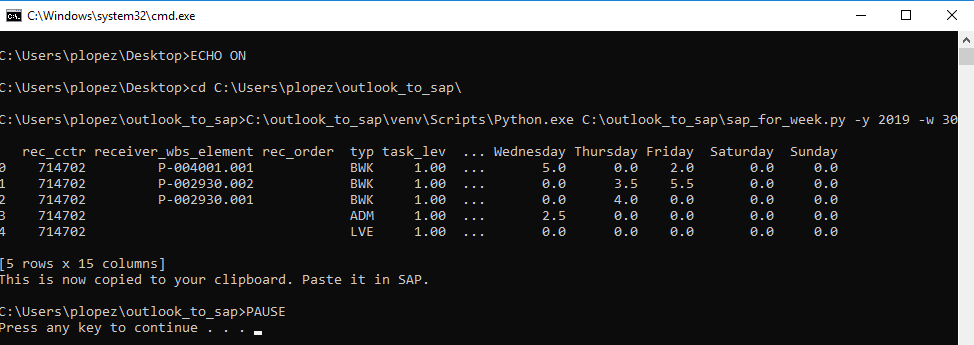 C:\Windows\system32\cmd.exe
C:\Users\plopez\Desktop>ECHO ON
C:\Users\plopez\Desktop>cd C:\Users\plopez\outlook_to_sap\
C:\Users\plopez\outlook_to_sap>C:\outlook_to_sap\venv\Scripts\Python.exe C:\outlook_to_sap\sap_for_week.py -y 2019 -w 30
rec_cctr receiver_wbs_element rec_order typ task_lev ... Wednesday Thursday Friday Saturday Sunday
0 714702 P-004001.001 BWK 1.00 ... 5.0 0.0 2.0 0.0 0.0
1 714702 P-002930.002 BWK 1.00 ... 0.0 3.5 5.5 0.0 0.0
2 714702 P-002930.001 BWK 1.00 ... 0.0 4.0 0.0 0.0 0.0
3 714702 ADM 1.00 ... 2.5 0.0 0.0 0.0 0.0
4 714702 LVE 1.00 ... 0.0 0.0 0.0 0.0 0.0
[5 rows x 15 columns]
This is now copied to your clipboard. Paste it in SAP.
C:\Users\plopez\outlook_to_sap>PAUSE
Press any key to continue . . .